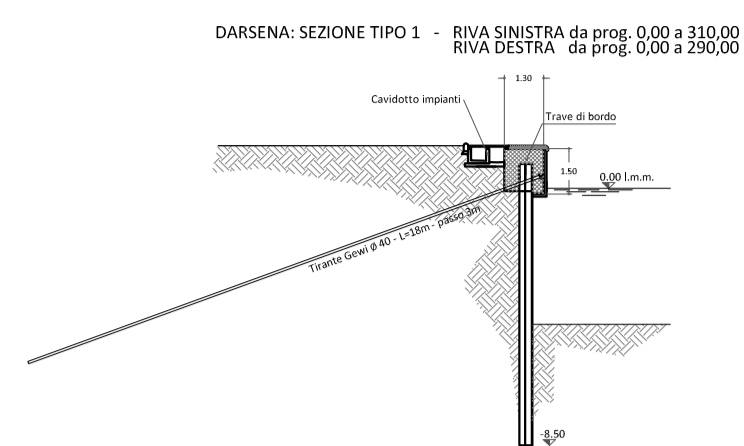 DARSENA: SEZIONE TIPO 1 - RIVA SINISTRA da prog. 0,00 a 310,00
RIVA DESTRA da prog. 0,00 a 290,00
1.30
Cavidotto impianti
Trave di bordo
1.50
0.00 l.m.m.
Tirante Gewi ϕ 40 - L=18m - passo 3m
-8.50